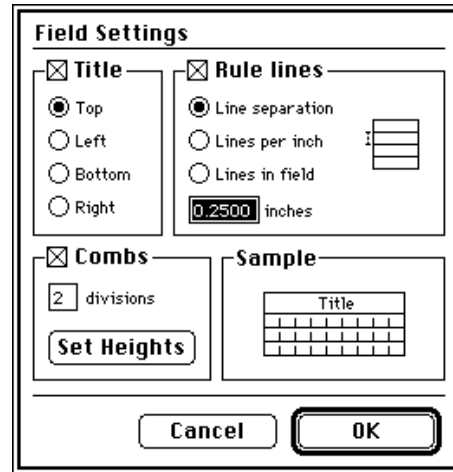 Field Settings
Title
Top
Left
Bottom
Right
Rule lines
Line separation
Lines per inch
Lines in field
0.2500 inches
Combs
2 divisions
Set Heights
Sample
Title
Cancel
OK